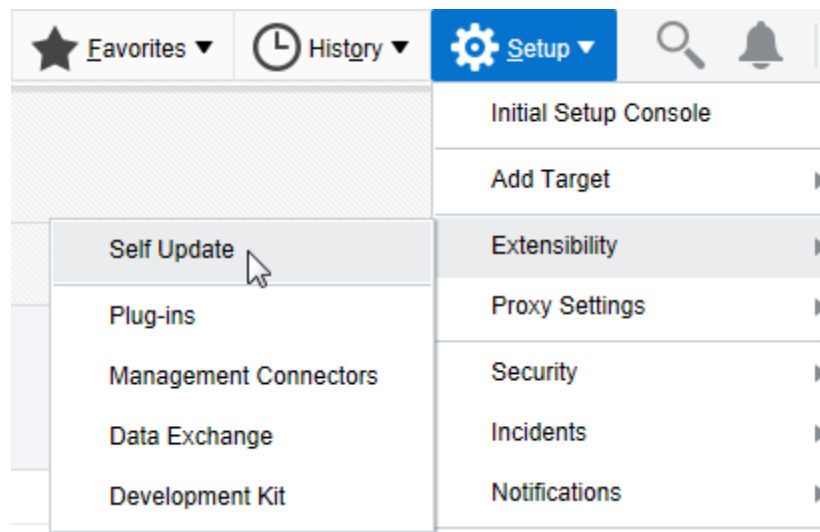 Favorites
History
Setup
Initial Setup Console
Add Target
Extensibility
Proxy Settings
Security
Incidents
Notifications
Self Update
Plug-ins
Management Connectors
Data Exchange
Development Kit